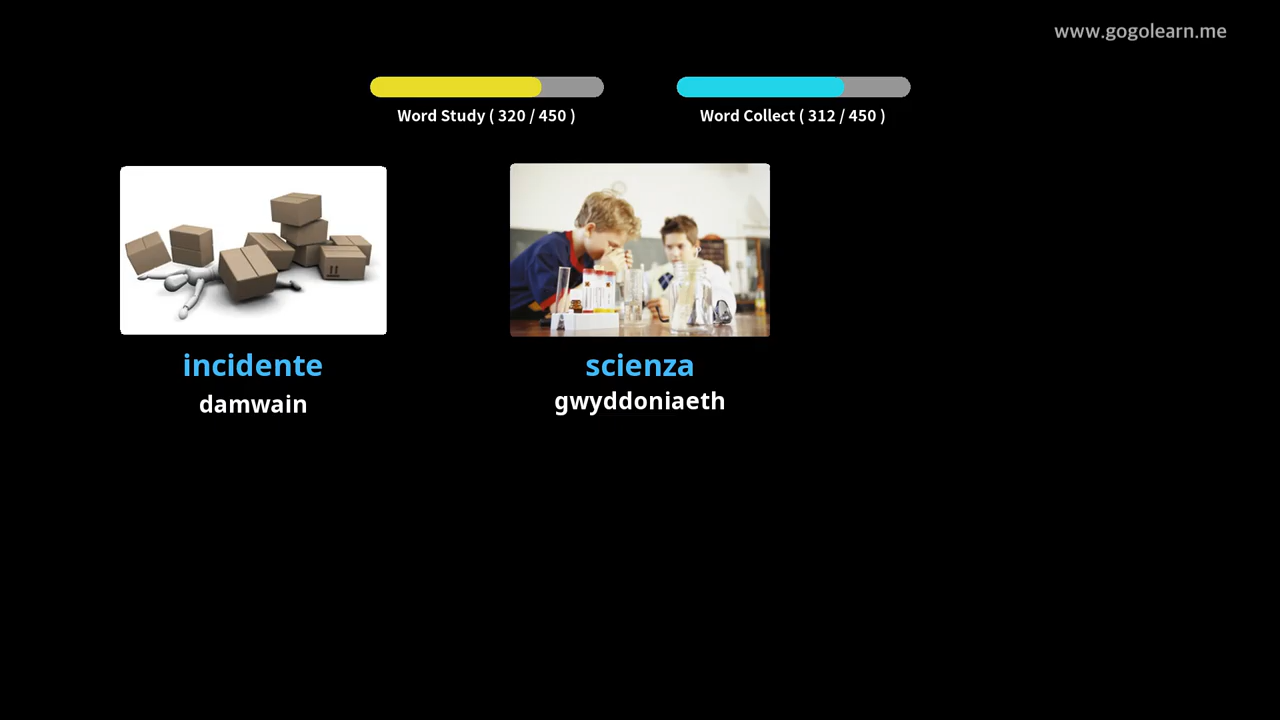 www.gogolearn.me
Word Study ( 320 / 450 )
Word Collect ( 312 / 450 )
incidente
damwain
scienza
gwyddoniaeth